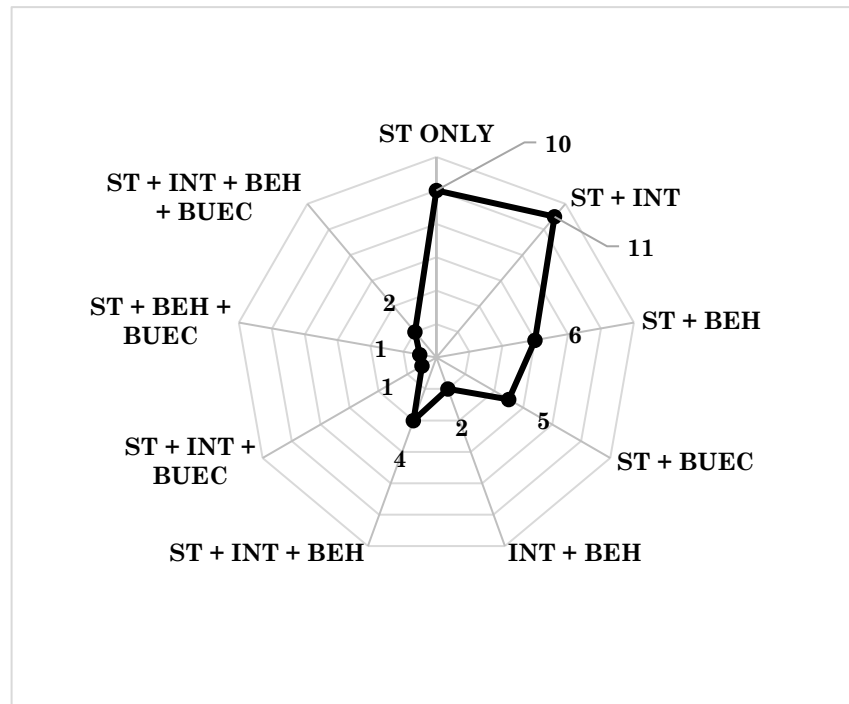 ST ONLY
10
ST + INT
11
ST + BEH
6
ST + BUEC
5
INT + BEH
2
ST + INT + BEH
4
ST + INT +
BUEC
1
ST + BEH +
BUEC
1
ST + INT + BEH
+ BUEC
2